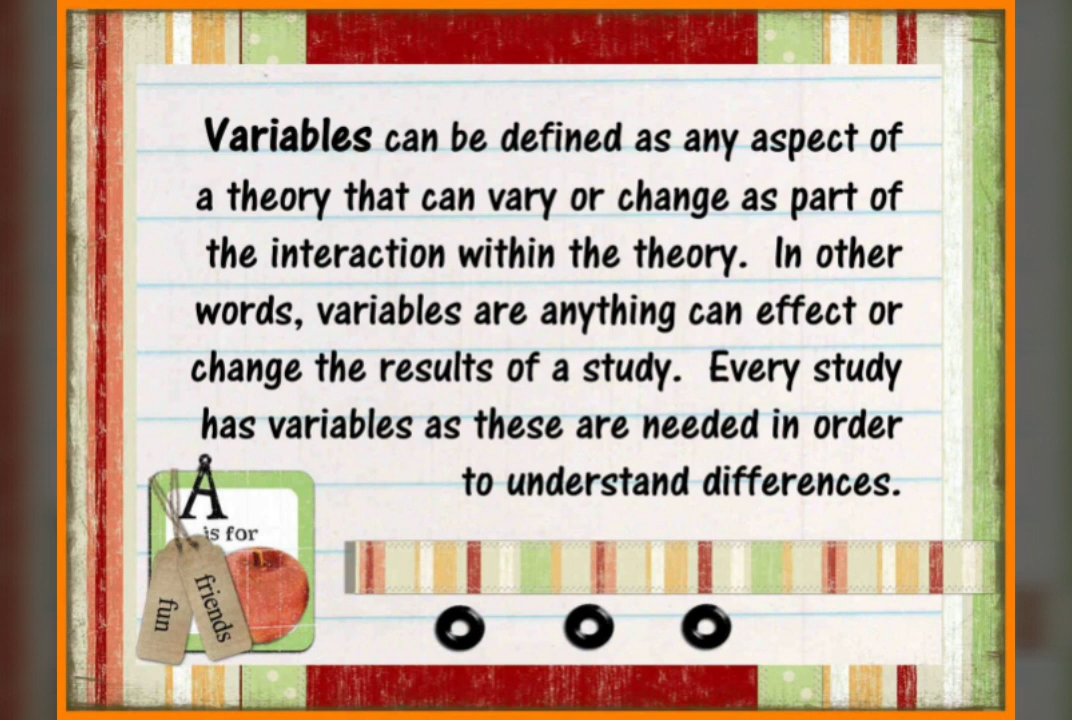 Variables can be defined as any aspect of
a theory that can vary or change as part of
the interaction within the theory. In other
words, variables are anything can effect or
change the results of a study. Every study
has variables as these are needed in order
to understand differences.
A
is for
friends
fun